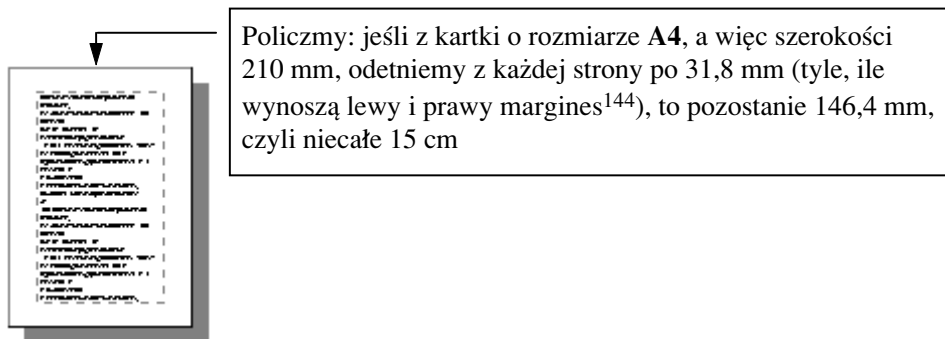 Policzmy: jeśli z kartki o rozmiarze A4, a więc szerokości
210 mm, odetniemy z każdej strony po 31,8 mm (tyle, ile
wynoszą lewy i prawy margines144), to pozostanie 146,4 mm,
czyli niecałe 15 cm